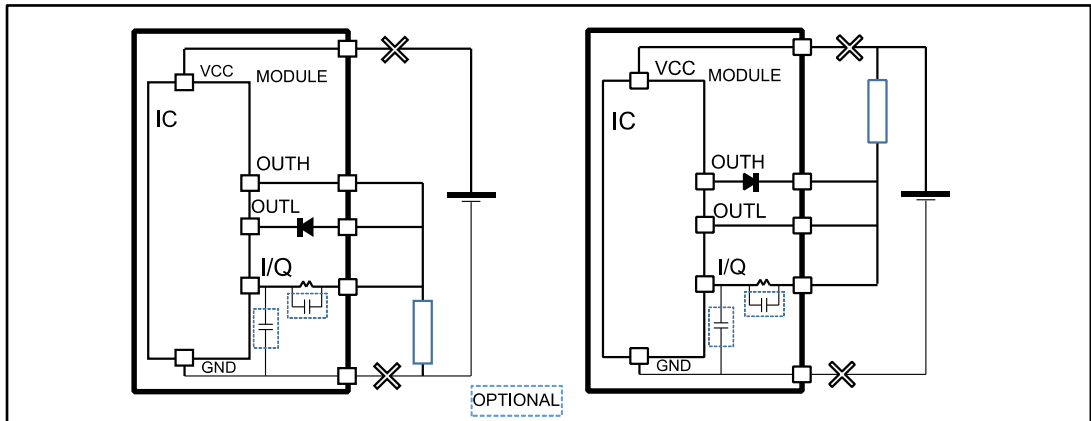 VCC
MODULE
IC
OUTH
OUTL
I/Q
GND
VCC
MODULE
IC
OUTH
OUTL
I/Q
GND
OPTIONAL